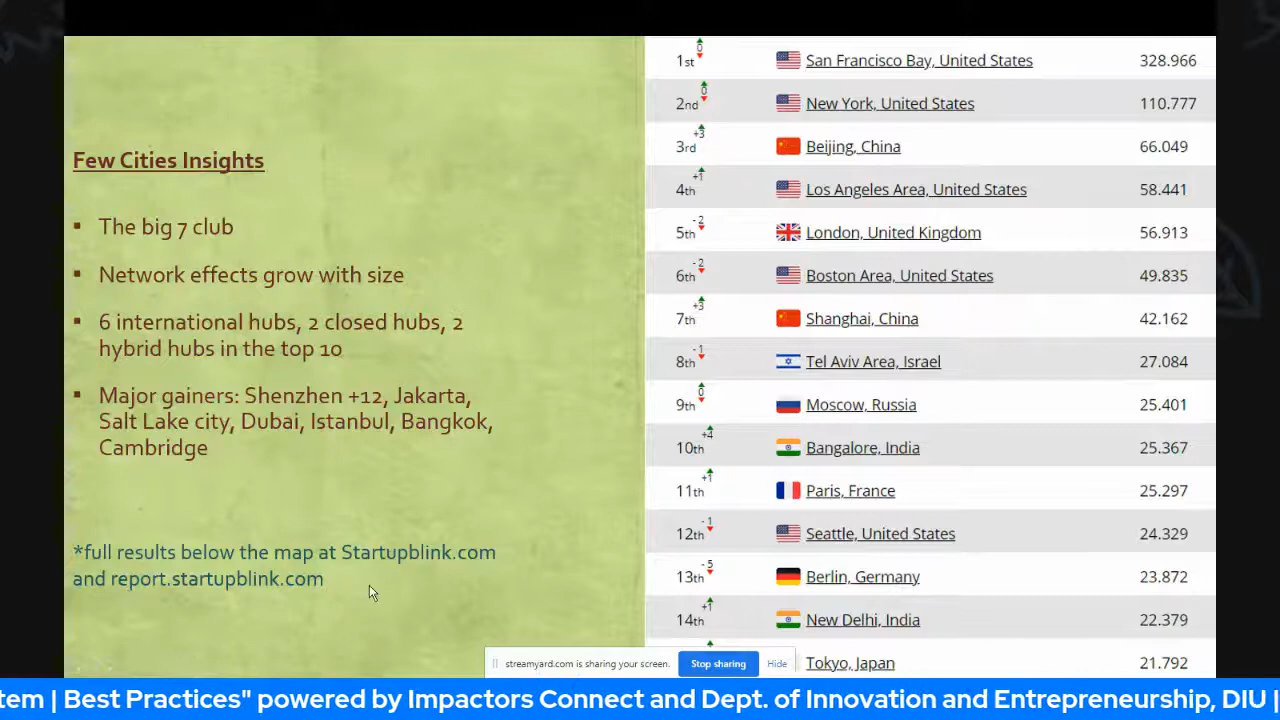 Few Cities Insights
▪ The big 7 club
▪ Network effects grow with size
▪ 6 international hubs, 2 closed hubs, 2
hybrid hubs in the top 10
▪ Major gainers: Shenzhen +12, Jakarta,
Salt Lake city, Dubai, Istanbul, Bangkok,
Cambridge
*full results below the map at Startupblink.com
and report.startupblink.com
1st 0 San Francisco Bay, United States 328.966
2nd 0 New York, United States 110.777
3rd +3 Beijing, China 66.049
4th +1 Los Angeles Area, United States 58.441
5th -2 London, United Kingdom 56.913
6th -2 Boston Area, United States 49.835
7th +3 Shanghai, China 42.162
8th -1 Tel Aviv Area, Israel 27.084
9th 0 Moscow, Russia 25.401
10th +4 Bangalore, India 25.367
11th +1 Paris, France 25.297
12th -1 Seattle, United States 24.329
13th -5 Berlin, Germany 23.872
14th +1 New Delhi, India 22.379
Tokyo, Japan 21.792
streamyard.com is sharing your screen. Stop sharing Hide
tem | Best Practices" powered by Impactors Connect and Dept. of Innovation and Entrepreneurship, DIU |